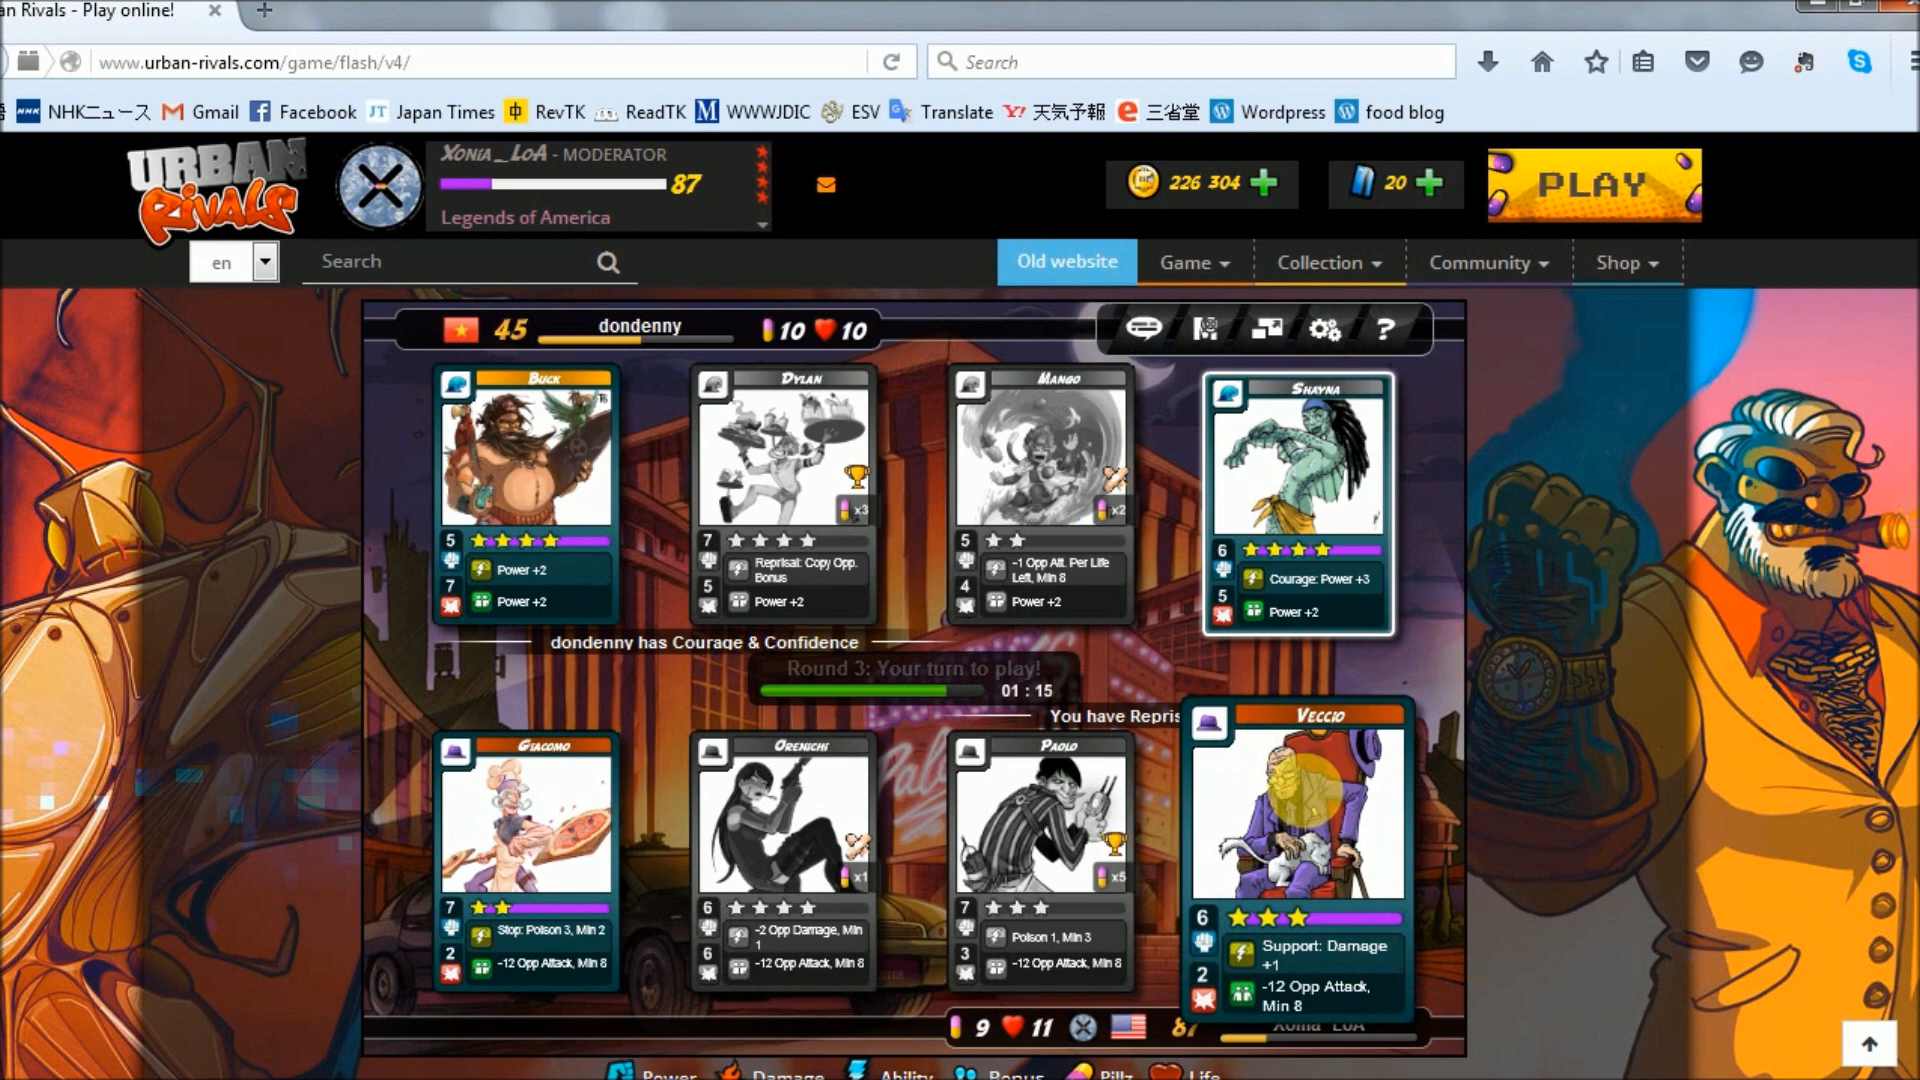 an Rivals - Play online!
www.urban-rivals.com/game/flash/v4/
Search
NHKニュース Gmail Facebook JT Japan Times RevTK ReadTK M WWWJDIC ESV Translate Y! 天気予報 e 三省堂 Wordpress food blog
URBAN RIVALS
XONIA_LOA - MODERATOR
87
Legends of America
226 304
20
PLAY
en
Search
Old website Game Collection Community Shop
45 dondenny 10 10
?
BUCK
5
7
Power +2
Power +2
DYLAN
x3
7
5
Reprisal: Copy Opp.
Bonus
Power +2
MANGO
x2
5
4
-1 Opp Att. Per Life
Left, Min 8
Power +2
SHAYNA
6
5
Courage: Power +3
Power +2
dondenny has Courage & Confidence
Round 3: Your turn to play!
01 : 15
You have Repris
GIACOMO
7
2
Stop: Poison 3, Min 2
-12 Opp Attack, Min 8
ORENICHI
x1
6
6
-2 Opp Damage, Min
1
-12 Opp Attack, Min 8
PAOLO
x5
7
3
Poison 1, Min 3
-12 Opp Attack, Min 8
VECCIO
6
2
Support: Damage
+1
-12 Opp Attack,
Min 8
9 11 87 Xonia_LoA
Power Damage Ability Bonus Pillz Life